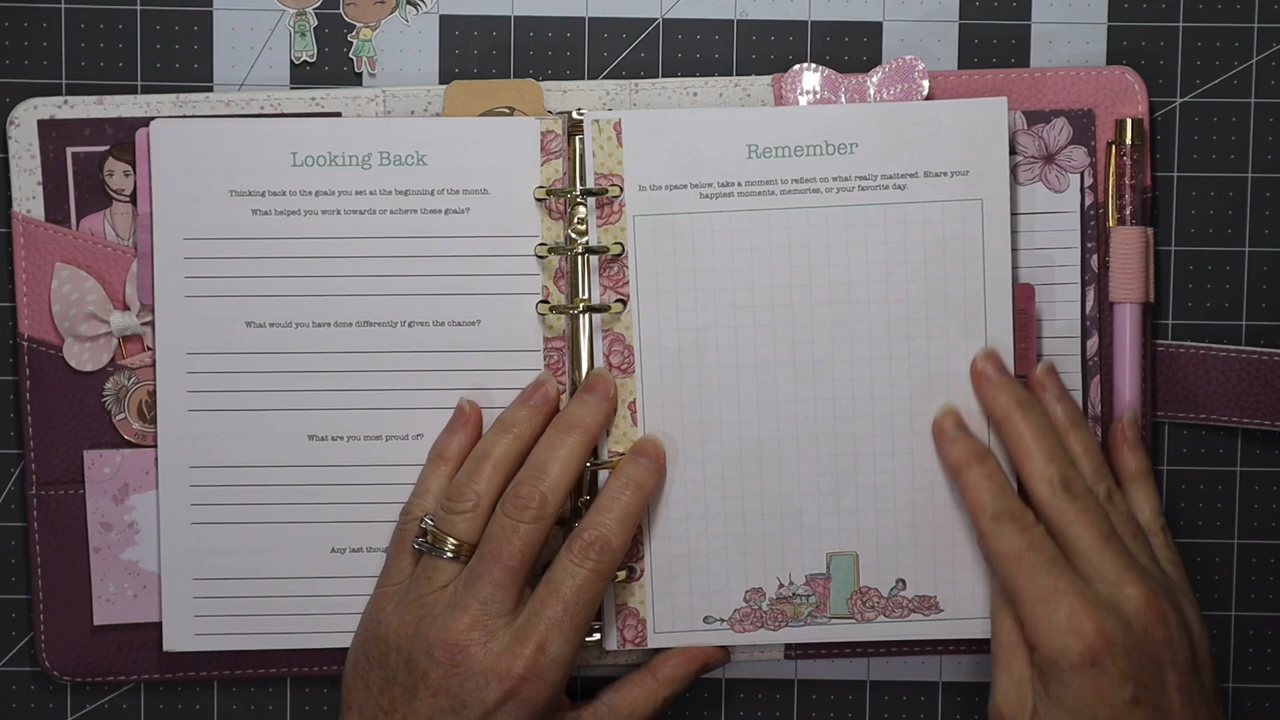 Looking Back
Thinking back to the goals you set at the beginning of the month.
What helped you work towards or acheve these goals?
What would you have done differently if given the chance?
What are you most proud of?
Any last
Remember
In the space below, take a moment to reflect on what really mattered. Share your
happiest moments, memories, or your favorite day.